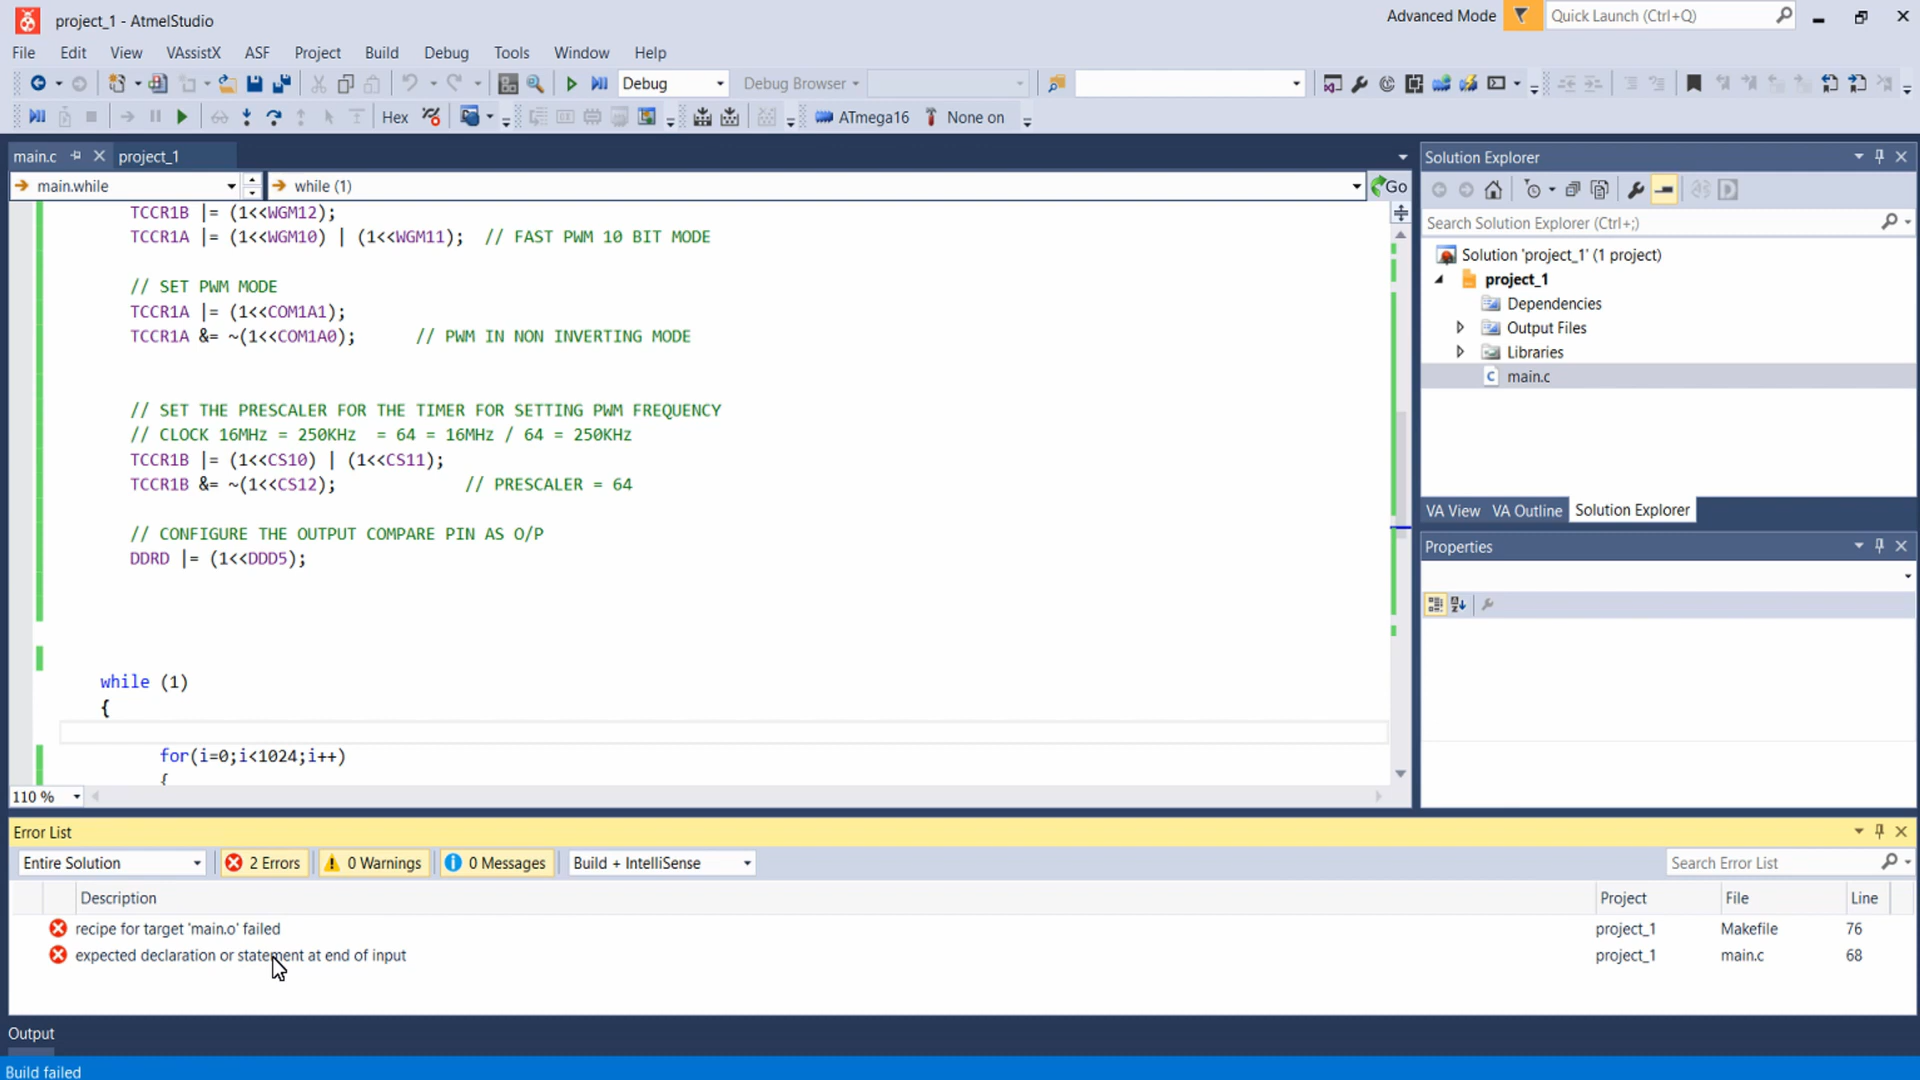 project_1 - AtmelStudio
Advanced Mode
Quick Launch (Ctrl+Q)
File Edit View VAssistX ASF Project Build Debug Tools Window Help
Debug
Debug Browser
Hex
ATmega16
None on
main.c
project_1
main.while
while (1)
Go
TCCR1B |= (1<<WGM12);
TCCR1A |= (1<<WGM10) | (1<<WGM11); // FAST PWM 10 BIT MODE
// SET PWM MODE
TCCR1A |= (1<<COM1A1);
TCCR1A &= ~(1<<COM1A0); // PWM IN NON INVERTING MODE
// SET THE PRESCALER FOR THE TIMER FOR SETTING PWM FREQUENCY
// CLOCK 16MHz = 250KHz = 64 = 16MHz / 64 = 250KHz
TCCR1B |= (1<<CS10) | (1<<CS11);
TCCR1B &= ~(1<<CS12); // PRESCALER = 64
// CONFIGURE THE OUTPUT COMPARE PIN AS O/P
DDRD |= (1<<DDD5);
while (1)
{
for(i=0;i<1024;i++)
{
110 %
Solution Explorer
Search Solution Explorer (Ctrl+;)
Solution 'project_1' (1 project)
project_1
Dependencies
Output Files
Libraries
main.c
VA View VA Outline Solution Explorer
Properties
Error List
Entire Solution
2 Errors
0 Warnings
0 Messages
Build + IntelliSense
Search Error List
Description Project File Line
recipe for target 'main.o' failed project_1 Makefile 76
expected declaration or statement at end of input project_1 main.c 68
Output
Build failed